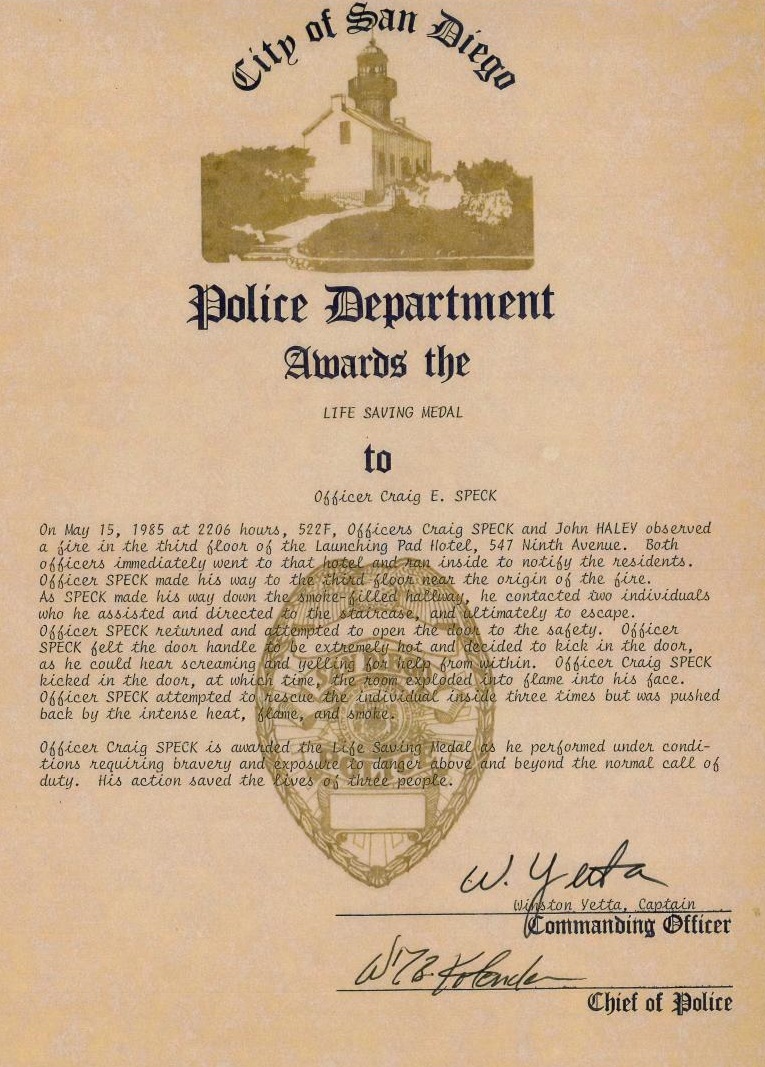 City of San Diego
Police Department
Awards the
LIFE SAVING MEDAL
to
Officer Craig E. SPECK
On May 15, 1985 at 2206 hours, 522F, Officers Craig SPECK and John HALEY observed
a fire in the third floor of the Launching Pad Hotel, 547 Ninth Avenue. Both
officers immediately went to that hotel and ran inside to notify the residents.
Officer SPECK made his way to the third floor near the origin of the fire.
As SPECK made his way down the smoke-filled hallway, he contacted two individuals
who he assisted and directed to the staircase, and ultimately to escape.
Officer SPECK returned and attempted to open the door to the safety. Officer
SPECK felt the door handle to be extremely hot and decided to kick in the door,
as he could hear screaming and yelling for help from within. Officer Craig SPECK
kicked in the door, at which time, the room exploded into flame into his face.
Officer SPECK attempted to rescue the individual inside three times but was pushed
back by the intense heat, flame, and smoke.
Officer Craig SPECK is awarded the Life Saving Medal as he performed under condi-
tions requiring bravery and exposure to danger above and beyond the normal call of
duty. His action saved the lives of three people.
W. Yetta
Winston Yetta, Captain
Commanding Officer
Wm B. Kolender
Chief of Police